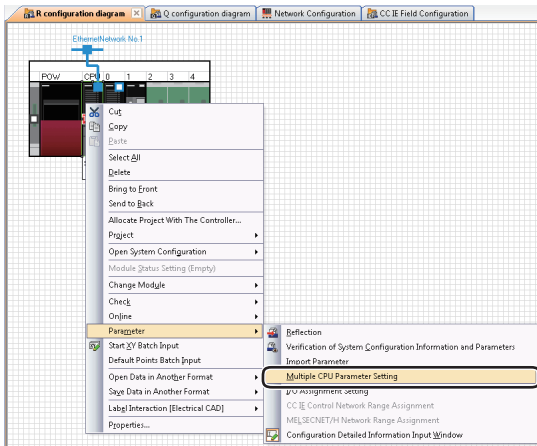 R configuration diagram
Q configuration diagram
Network Configuration
CC IE Field Configuration
EthernetNetwork No.1
POW CPU 0 1 2 3 4
Cut
Copy
Paste
Select All
Delete
Bring to Front
Send to Back
Allocate Project With The Controller...
Project
Open System Configuration
Module Status Setting (Empty)
Change Module
Check
Online
Parameter
Start XY Batch Input
Default Points Batch Input
Open Data in Another Format
Save Data in Another Format
Label Interaction [Electrical CAD]
Properties...
Reflection
Verification of System Configuration Information and Parameters
Import Parameter
Multiple CPU Parameter Setting
I/O Assignment Setting
CC IE Control Network Range Assignment
MELSECNET/H Network Range Assignment
Configuration Detailed Information Input Window